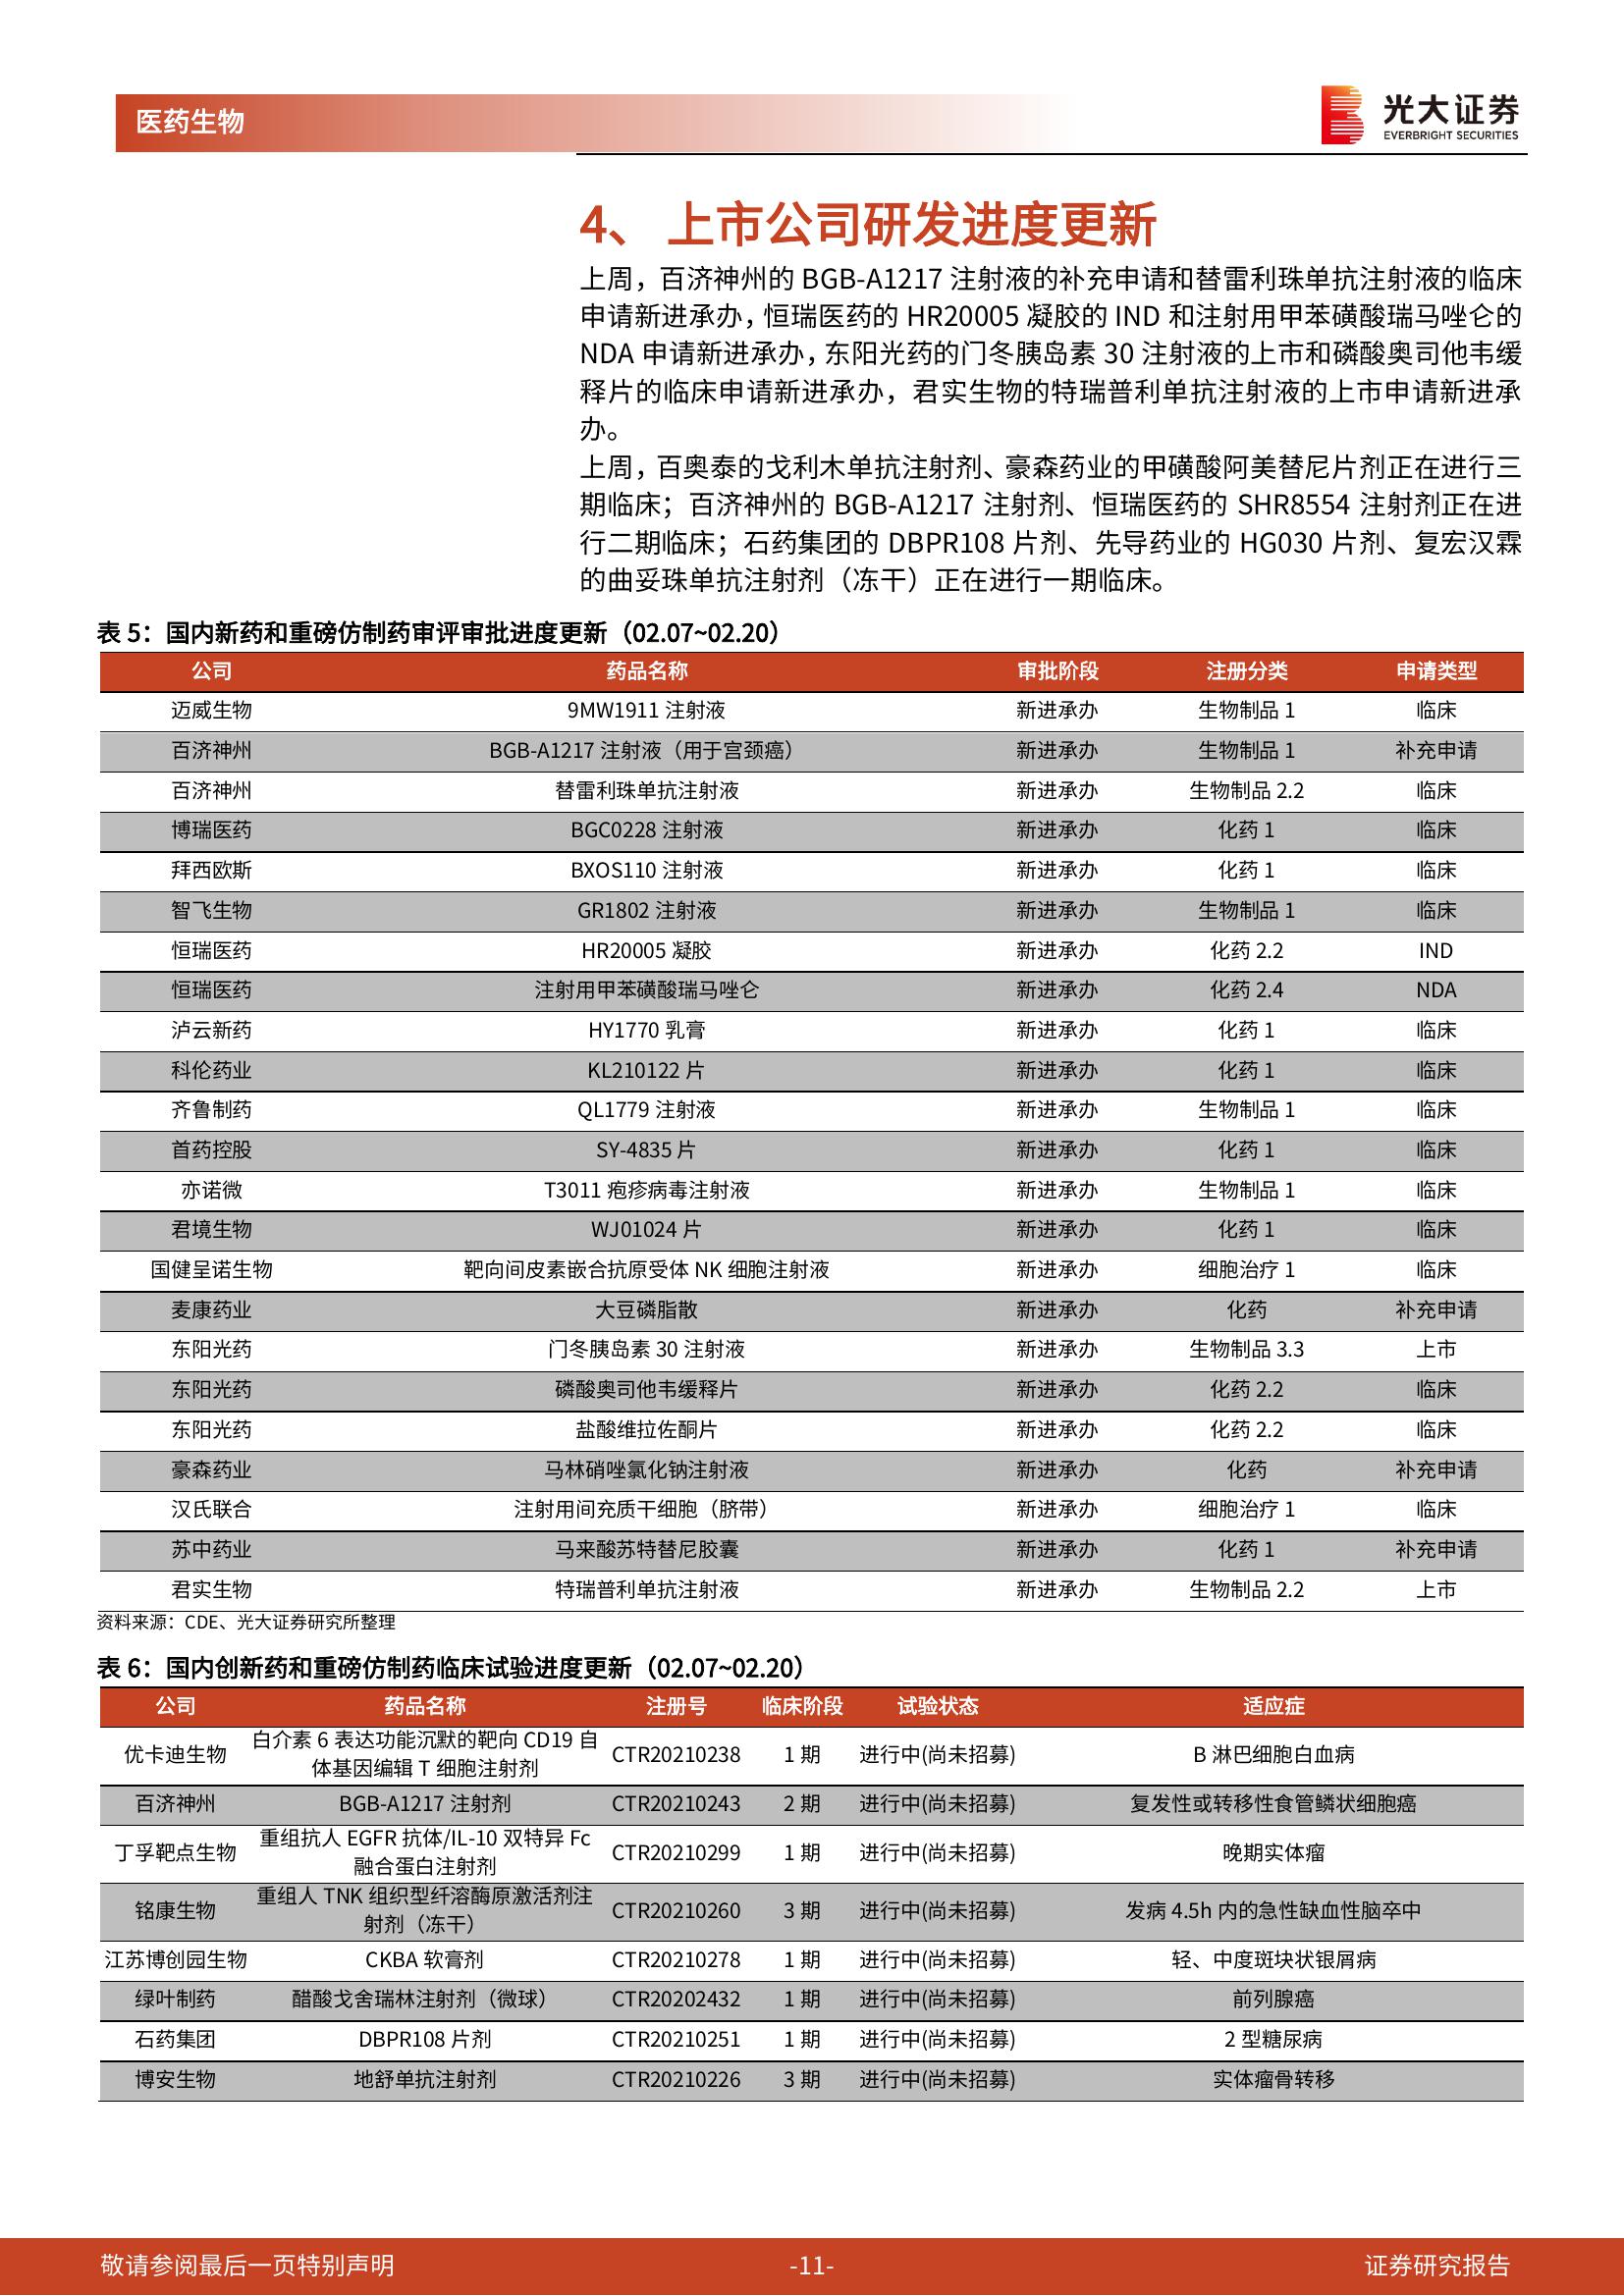 医药生物
光大证券
EVERBRIGHT SECURITIES
4、 上市公司研发进度更新
上周，百济神州的 BGB-A1217 注射液的补充申请和替雷利珠单抗注射液的临床
申请新进承办，恒瑞医药的 HR20005 凝胶的 IND 和注射用甲苯磺酸瑞马唑仑的
NDA 申请新进承办，东阳光药的门冬胰岛素 30 注射液的上市和磷酸奥司他韦缓
释片的临床申请新进承办，君实生物的特瑞普利单抗注射液的上市申请新进承
办。
上周，百奥泰的戈利木单抗注射剂、豪森药业的甲磺酸阿美替尼片剂正在进行三
期临床；百济神州的 BGB-A1217 注射剂、恒瑞医药的 SHR8554 注射剂正在进
行二期临床；石药集团的 DBPR108 片剂、先导药业的 HG030 片剂、复宏汉霖
的曲妥珠单抗注射剂（冻干）正在进行一期临床。
表 5：国内新药和重磅仿制药审评审批进度更新（02.07~02.20）
公司 药品名称 审批阶段 注册分类 申请类型
迈威生物 9MW1911 注射液 新进承办 生物制品 1 临床
百济神州 BGB-A1217 注射液（用于宫颈癌） 新进承办 生物制品 1 补充申请
百济神州 替雷利珠单抗注射液 新进承办 生物制品 2.2 临床
博瑞医药 BGC0228 注射液 新进承办 化药 1 临床
拜西欧斯 BXOS110 注射液 新进承办 化药 1 临床
智飞生物 GR1802 注射液 新进承办 生物制品 1 临床
恒瑞医药 HR20005 凝胶 新进承办 化药 2.2 IND
恒瑞医药 注射用甲苯磺酸瑞马唑仑 新进承办 化药 2.4 NDA
泸云新药 HY1770 乳膏 新进承办 化药 1 临床
科伦药业 KL210122 片 新进承办 化药 1 临床
齐鲁制药 QL1779 注射液 新进承办 生物制品 1 临床
首药控股 SY-4835 片 新进承办 化药 1 临床
亦诺微 T3011 疱疹病毒注射液 新进承办 生物制品 1 临床
君境生物 WJ01024 片 新进承办 化药 1 临床
国健呈诺生物 靶向间皮素嵌合抗原受体 NK 细胞注射液 新进承办 细胞治疗 1 临床
麦康药业 大豆磷脂散 新进承办 化药 补充申请
东阳光药 门冬胰岛素 30 注射液 新进承办 生物制品 3.3 上市
东阳光药 磷酸奥司他韦缓释片 新进承办 化药 2.2 临床
东阳光药 盐酸维拉佐酮片 新进承办 化药 2.2 临床
豪森药业 马林硝唑氯化钠注射液 新进承办 化药 补充申请
汉氏联合 注射用间充质干细胞（脐带） 新进承办 细胞治疗 1 临床
苏中药业 马来酸苏特替尼胶囊 新进承办 化药 1 补充申请
君实生物 特瑞普利单抗注射液 新进承办 生物制品 2.2 上市
资料来源：CDE、光大证券研究所整理
表 6：国内创新药和重磅仿制药临床试验进度更新（02.07~02.20）
公司 药品名称 注册号 临床阶段 试验状态 适应症
白介素 6 表达功能沉默的靶向 CD19 自
优卡迪生物 体基因编辑 T 细胞注射剂 CTR20210238 1 期 进行中(尚未招募) B 淋巴细胞白血病
百济神州 BGB-A1217 注射剂 CTR20210243 2 期 进行中(尚未招募) 复发性或转移性食管鳞状细胞癌
重组抗人 EGFR 抗体/IL-10 双特异 Fc
丁孚靶点生物 融合蛋白注射剂 CTR20210299 1 期 进行中(尚未招募) 晚期实体瘤
重组人 TNK 组织型纤溶酶原激活剂注
铭康生物 射剂（冻干） CTR20210260 3 期 进行中(尚未招募) 发病 4.5h 内的急性缺血性脑卒中
江苏博创园生物 CKBA 软膏剂 CTR20210278 1 期 进行中(尚未招募) 轻、中度斑块状银屑病
绿叶制药 醋酸戈舍瑞林注射剂（微球） CTR20202432 1 期 进行中(尚未招募) 前列腺癌
石药集团 DBPR108 片剂 CTR20210251 1 期 进行中(尚未招募) 2 型糖尿病
博安生物 地舒单抗注射剂 CTR20210226 3 期 进行中(尚未招募) 实体瘤骨转移
敬请参阅最后一页特别声明 -11- 证券研究报告